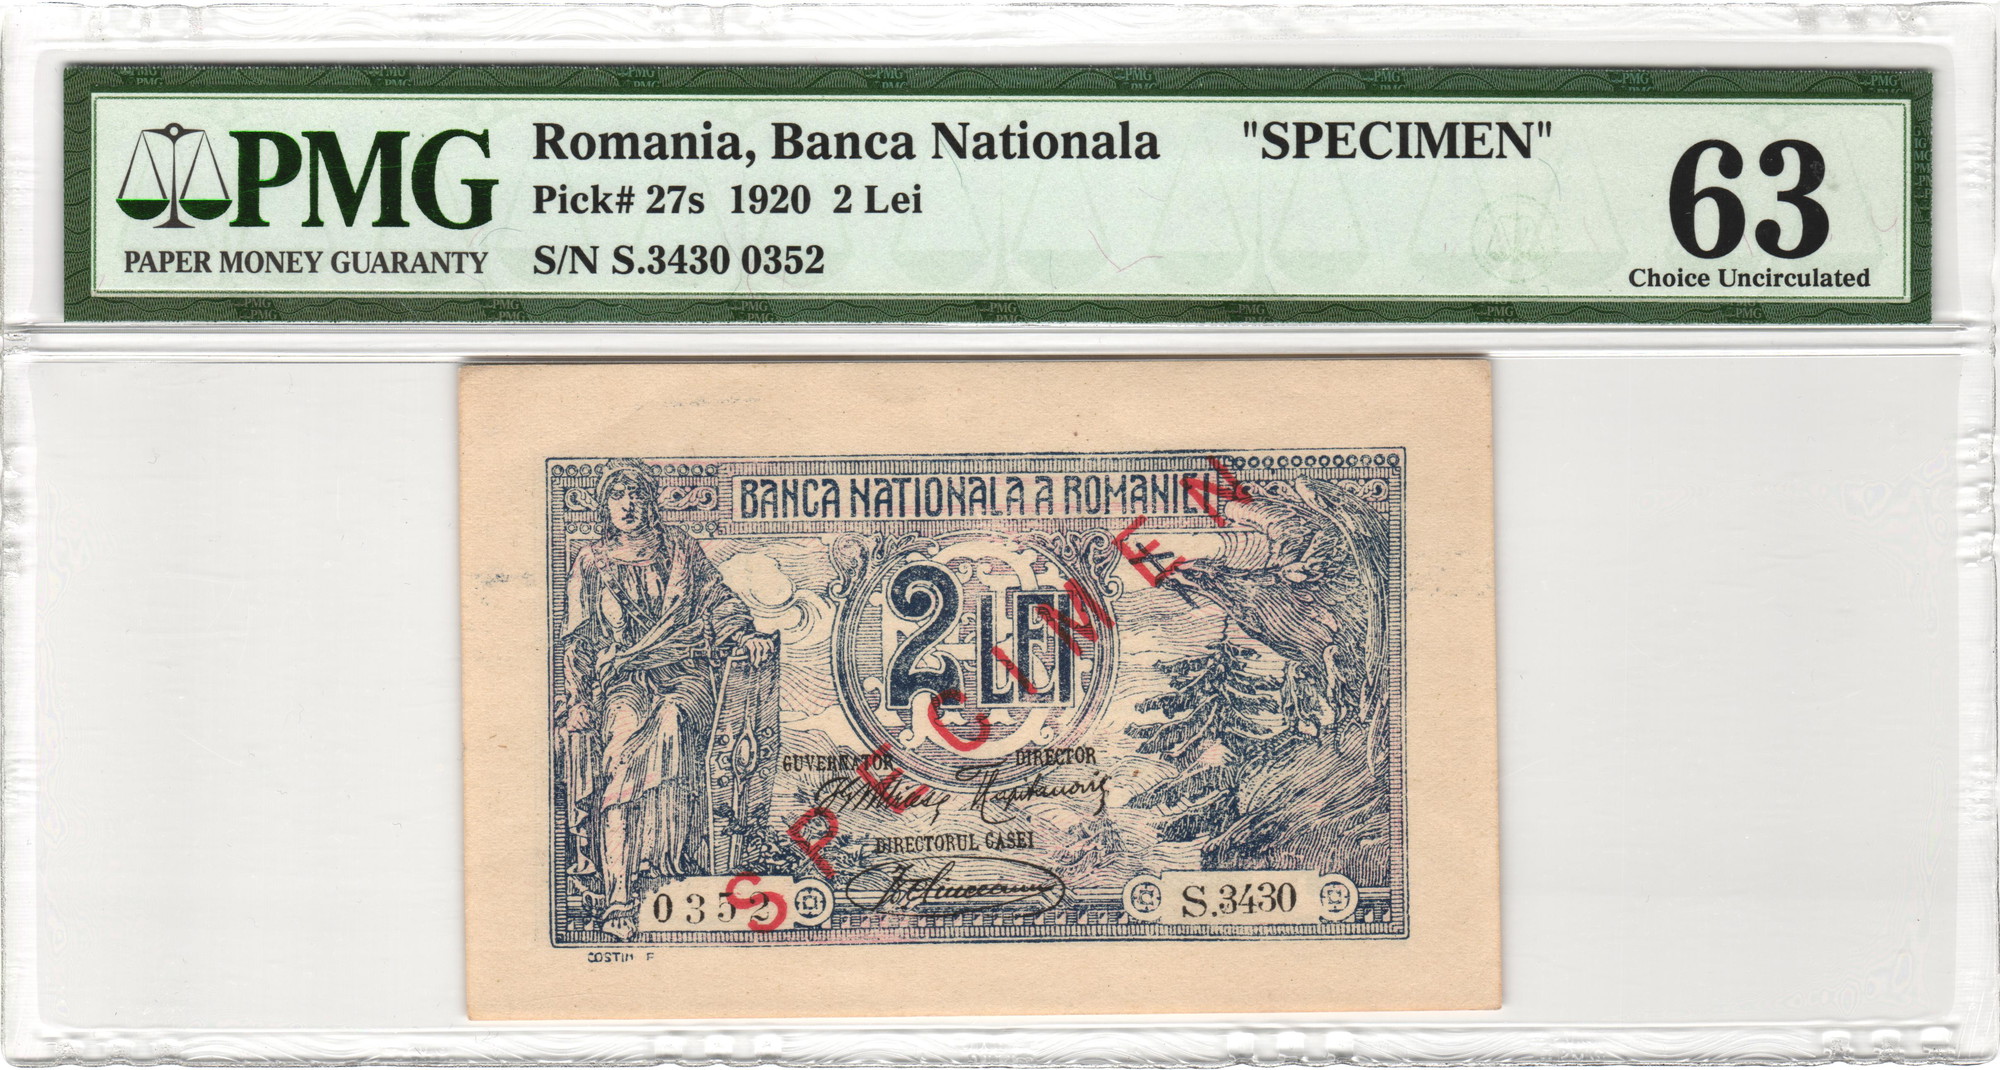 PMG
PAPER MONEY GUARANTY
Romania, Banca Nationala "SPECIMEN"
Pick# 27s 1920 2 Lei
S/N S.3430 0352
63
Choice Uncirculated
BANCA NATIONALA A ROMANIEI
2 LEI
SPECIMEN
GUVERNATOR DIRECTOR
DIRECTORUL CASEI
0352 S.3430
COSTIN F